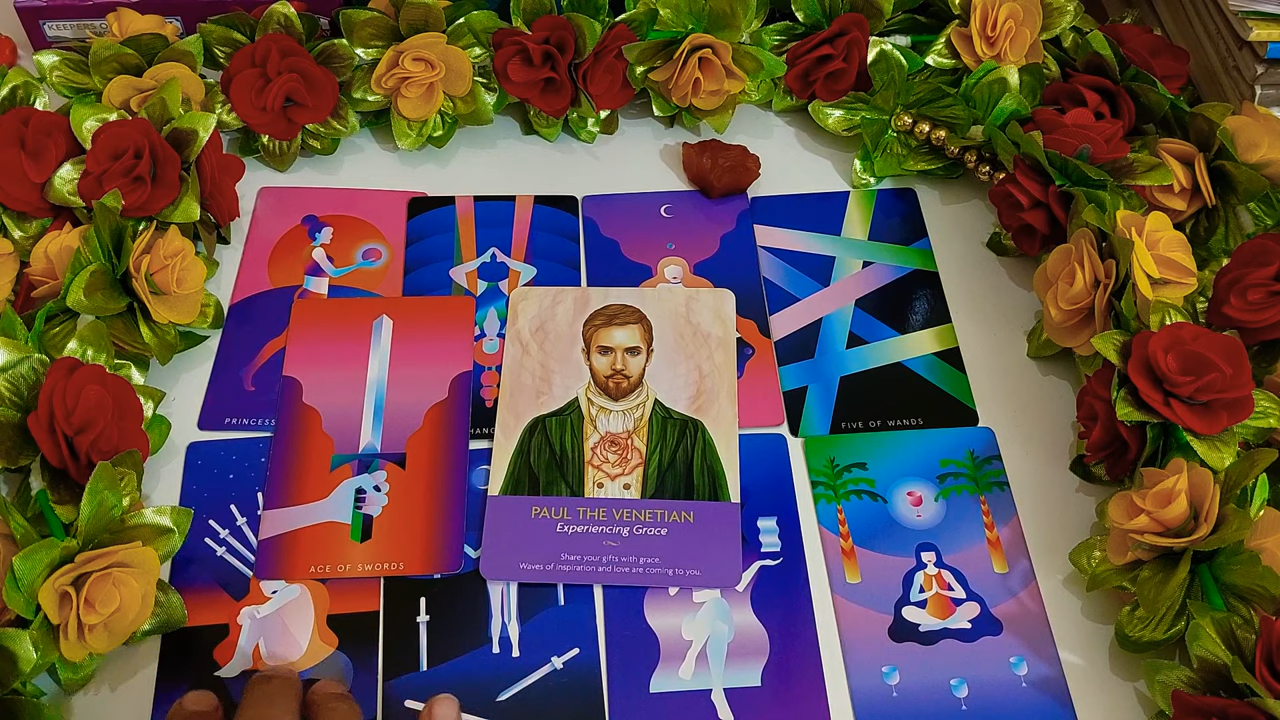 KEEPERS O
PRINCESS
HANG
FIVE OF WANDS
ACE OF SWORDS
PAUL THE VENETIAN
Experiencing Grace
Share your gifts with grace.
Waves of inspiration and love are coming to you.